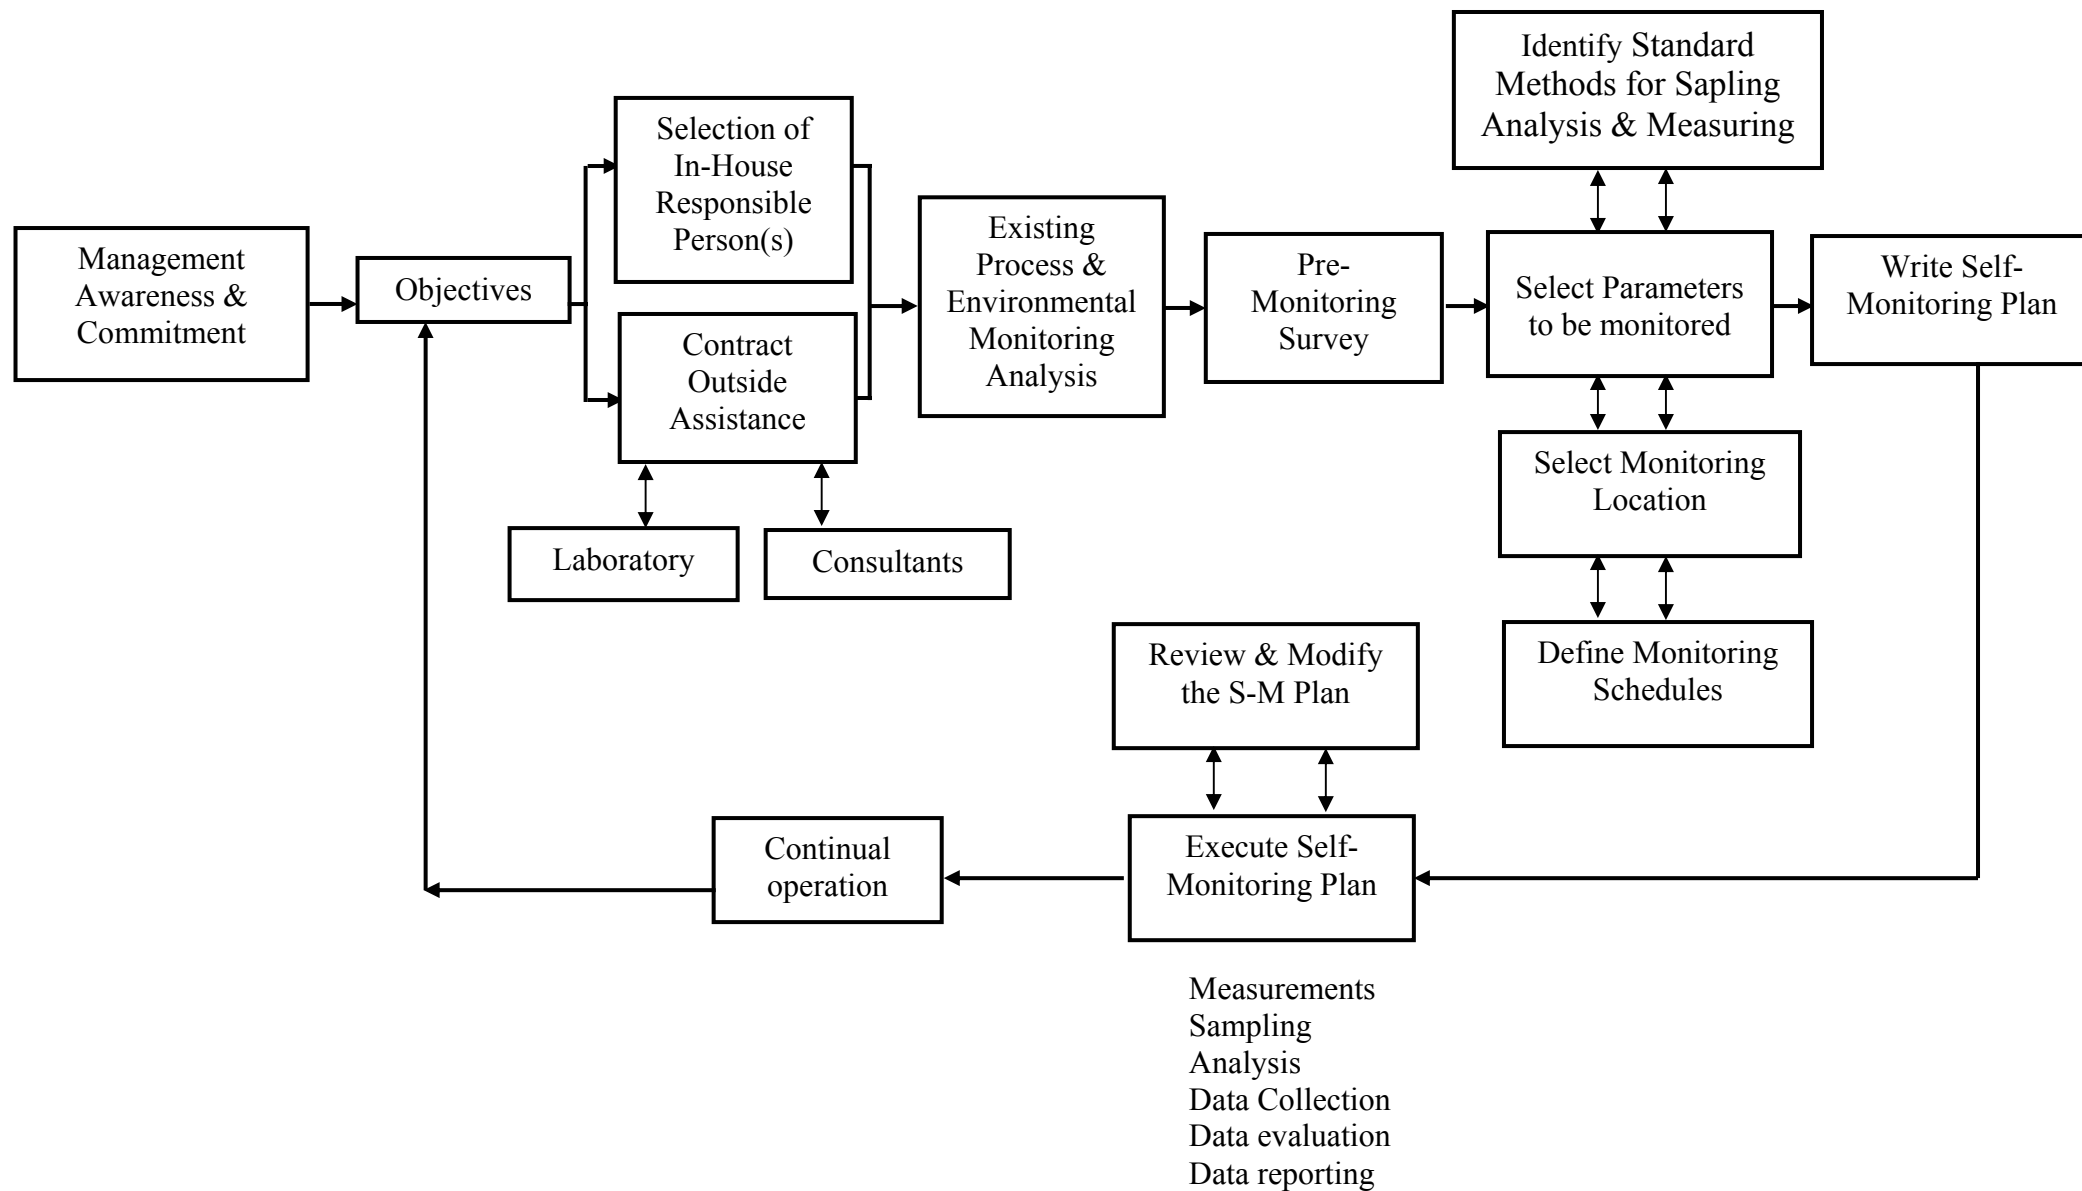 Management
Awareness &
Commitment
Objectives
Selection of
In-House
Responsible
Person(s)
Contract
Outside
Assistance
Laboratory
Consultants
Existing
Process &
Environmental
Monitoring
Analysis
Pre-
Monitoring
Survey
Identify Standard
Methods for Sapling
Analysis & Measuring
Select Parameters
to be monitored
Write Self-
Monitoring Plan
Select Monitoring
Location
Define Monitoring
Schedules
Review & Modify
the S-M Plan
Execute Self-
Monitoring Plan
Continual
operation
Measurements
Sampling
Analysis
Data Collection
Data evaluation
Data reporting